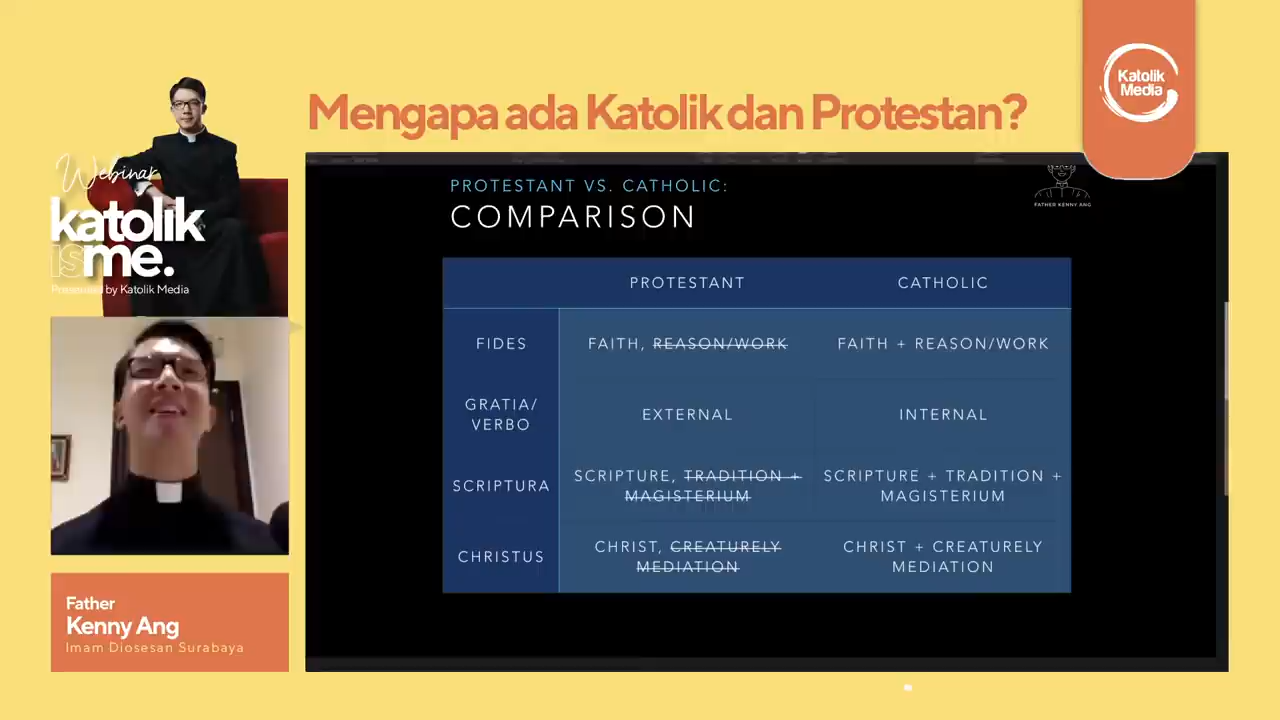 Mengapa ada Katolik dan Protestan?
Katolik
Media
Webinar
katolik
isme.
Presented by Katolik Media
PROTESTANT VS. CATHOLIC:
COMPARISON
FATHER KENNY ANG
PROTESTANT CATHOLIC
FIDES FAITH, REASON/WORK FAITH + REASON/WORK
GRATIA/
VERBO
EXTERNAL INTERNAL
SCRIPTURA
SCRIPTURE, TRADITION +
MAGISTERIUM
SCRIPTURE + TRADITION +
MAGISTERIUM
CHRISTUS
CHRIST, CREATURELY
MEDIATION
CHRIST + CREATURELY
MEDIATION
Father
Kenny Ang
Imam Diosesan Surabaya